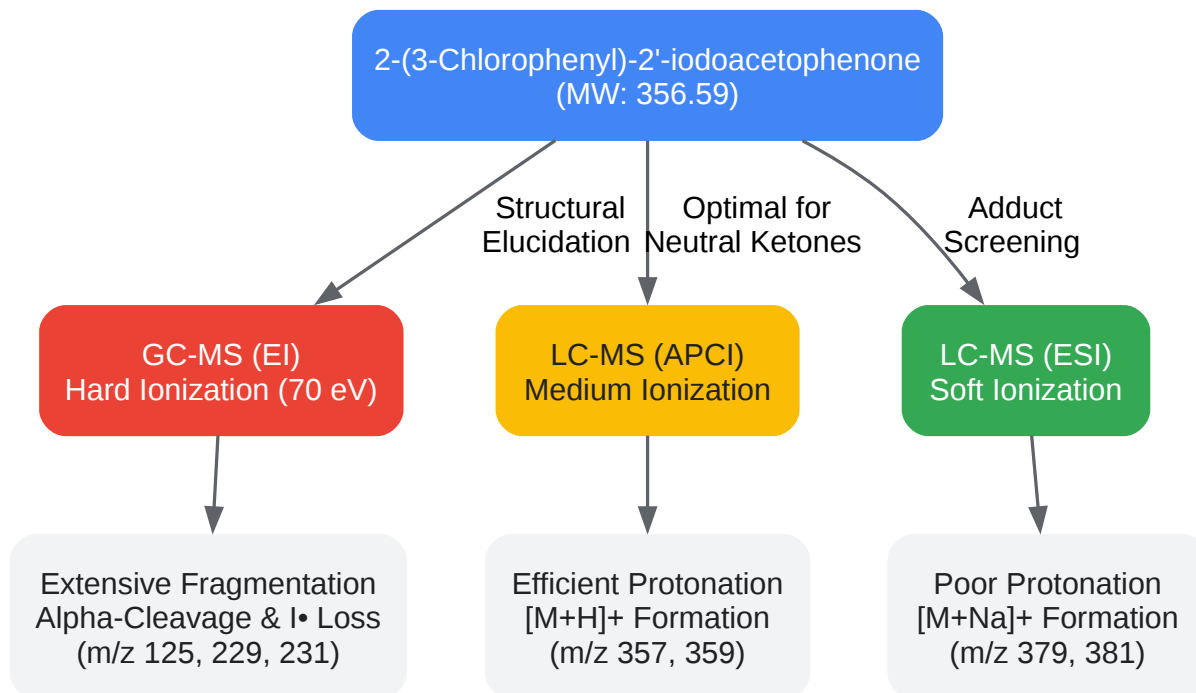 2-(3-Chlorophenyl)-2'-iodoacetophenone
(MW: 356.59)
Structural
Elucidation
Optimal for
Neutral Ketones
Adduct
Screening
GC-MS (EI)
Hard Ionization (70 eV)
LC-MS (APCI)
Medium Ionization
LC-MS (ESI)
Soft Ionization
Extensive Fragmentation
Alpha-Cleavage & I• Loss
(m/z 125, 229, 231)
Efficient Protonation
[M+H]+ Formation
(m/z 357, 359)
Poor Protonation
[M+Na]+ Formation
(m/z 379, 381)